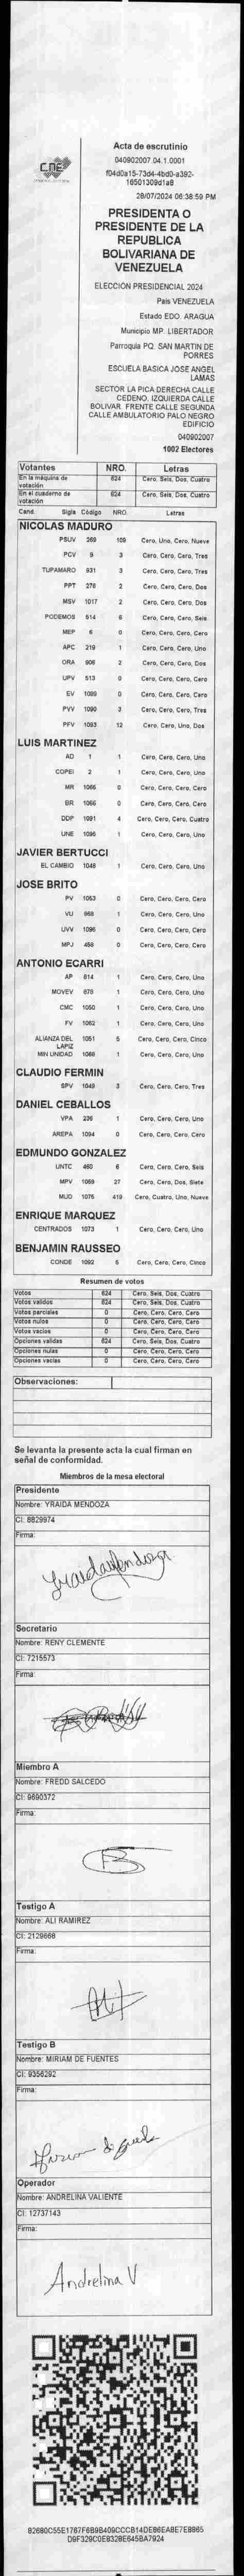 CNE
Acta de escrutinio
040902007.04.1.0001
f04d0a15-73d4-4bd0-a392-
16501309d1a8
28/07/2024 06:38:59 PM
PRESIDENTA O
PRESIDENTE DE LA
REPUBLICA
BOLIVARIANA DE
VENEZUELA
ELECCIÓN PRESIDENCIAL 2024
País VENEZUELA
Estado EDO. ARAGUA
Municipio MP. LIBERTADOR
Parroquia PQ. SAN MARTIN DE
PORRES
ESCUELA BASICA JOSE ANGEL
LAMAS
SECTOR LA PICA DERECHA CALLE
CEDENO. IZQUIERDA CALLE
BOLIVAR. FRENTE CALLE SEGUNDA
CALLE AMBULATORIO PALO NEGRO
EDIFICIO
040902007
1002 Electores
Votantes NRO. Letras
En la máquina de votación 624 Cero, Seis, Dos, Cuatro
En el cuaderno de votación 624 Cero, Seis, Dos, Cuatro
Cand. Sigla Código NRO. Letras
NICOLAS MADURO
PSUV 269 109 Cero, Uno, Cero, Nueve
PCV 9 3 Cero, Cero, Cero, Tres
TUPAMARO 931 3 Cero, Cero, Cero, Tres
PPT 276 2 Cero, Cero, Cero, Dos
MSV 1017 2 Cero, Cero, Cero, Dos
PODEMOS 514 6 Cero, Cero, Cero, Seis
MEP 6 0 Cero, Cero, Cero, Cero
APC 219 1 Cero, Cero, Cero, Uno
ORA 906 2 Cero, Cero, Cero, Dos
UPV 513 0 Cero, Cero, Cero, Cero
EV 1089 0 Cero, Cero, Cero, Cero
PVV 1090 3 Cero, Cero, Cero, Tres
PFV 1093 12 Cero, Cero, Uno, Dos
LUIS MARTINEZ
AD 1 1 Cero, Cero, Cero, Uno
COPEI 2 1 Cero, Cero, Cero, Uno
MR 1065 0 Cero, Cero, Cero, Cero
BR 1066 0 Cero, Cero, Cero, Cero
DDP 1091 4 Cero, Cero, Cero, Cuatro
UNE 1095 1 Cero, Cero, Cero, Uno
JAVIER BERTUCCI
EL CAMBIO 1048 1 Cero, Cero, Cero, Uno
JOSE BRITO
PV 1053 0 Cero, Cero, Cero, Cero
VU 968 1 Cero, Cero, Cero, Uno
UVV 1096 0 Cero, Cero, Cero, Cero
MPJ 458 0 Cero, Cero, Cero, Cero
ANTONIO ECARRI
AP 814 1 Cero, Cero, Cero, Uno
MOVEV 876 1 Cero, Cero, Cero, Uno
CMC 1050 1 Cero, Cero, Cero, Uno
FV 1062 1 Cero, Cero, Cero, Uno
ALIANZA DEL LAPIZ 1051 5 Cero, Cero, Cero, Cinco
MIN UNIDAD 1088 1 Cero, Cero, Cero, Uno
CLAUDIO FERMIN
SPV 1049 3 Cero, Cero, Cero, Tres
DANIEL CEBALLOS
VPA 236 1 Cero, Cero, Cero, Uno
AREPA 1094 0 Cero, Cero, Cero, Cero
EDMUNDO GONZALEZ
UNTC 460 6 Cero, Cero, Cero, Seis
MPV 1069 27 Cero, Cero, Dos, Siete
MUD 1075 419 Cero, Cuatro, Uno, Nueve
ENRIQUE MARQUEZ
CENTRADOS 1073 1 Cero, Cero, Cero, Uno
BENJAMIN RAUSSEO
CONDE 1092 5 Cero, Cero, Cero, Cinco
Resumen de votos
Votos 624 Cero, Seis, Dos, Cuatro
Votos validos 624 Cero, Seis, Dos, Cuatro
Votos parciales 0 Cero, Cero, Cero, Cero
Votos nulos 0 Cero, Cero, Cero, Cero
Votos vacios 0 Cero, Cero, Cero, Cero
Opciones validas 624 Cero, Seis, Dos, Cuatro
Opciones nulas 0 Cero, Cero, Cero, Cero
Opciones vacias 0 Cero, Cero, Cero, Cero
Observaciones:
Se levanta la presente acta la cual firman en
señal de conformidad.
Miembros de la mesa electoral
Presidente
Nombre: YRAIDA MENDOZA
CI: 8829974
Firma:
Yraida Mendoza
Secretario
Nombre: RENY CLEMENTE
CI: 7215573
Firma:
Miembro A
Nombre: FREDD SALCEDO
CI: 9690372
Firma:
Testigo A
Nombre: ALI RAMIREZ
CI: 2129668
Firma:
Testigo B
Nombre: MIRIAM DE FUENTES
CI: 9356292
Firma:
Operador
Nombre: ANDRELINA VALIENTE
CI: 12737143
Firma:
Andrelina V
82680C55E1767F6B9B409CCCB14DE86EA8E7E8865
D9F329C0E8328E645BA7924